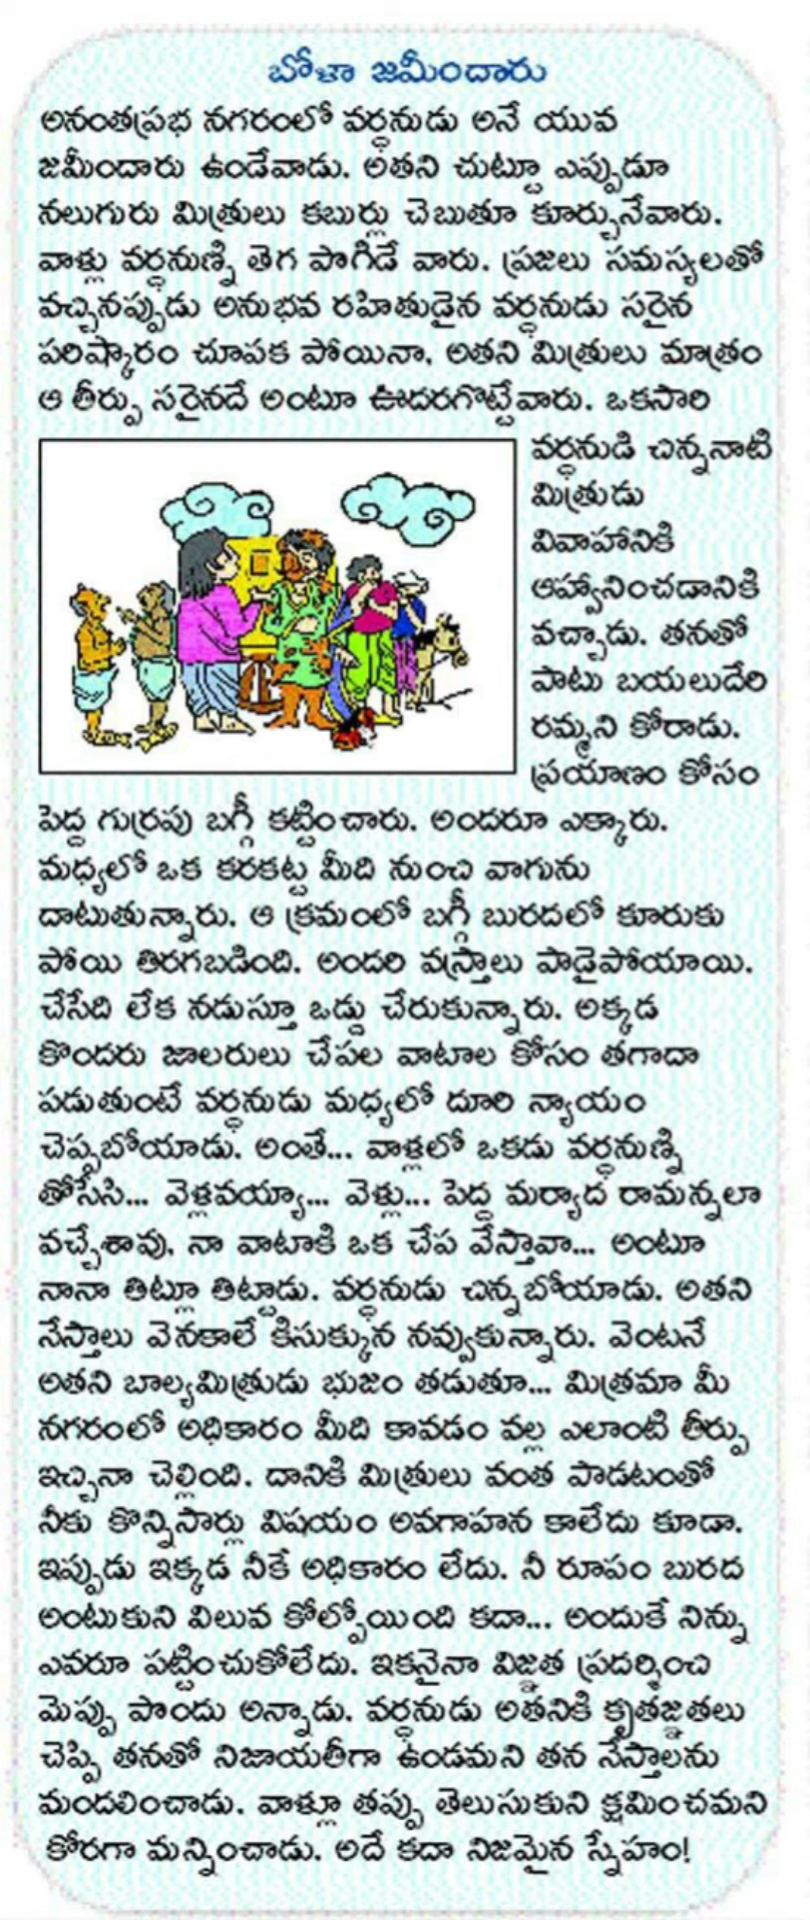 బోళా జమీందారు
అనంతప్రభ నగరంలో వర్ధనుడు అనే యువ
జమీందారు ఉండేవాడు. అతని చుట్టూ ఎప్పుడూ
నలుగురు మిత్రులు కబుర్లు చెబుతూ కూర్చునేవారు.
వాళ్లు వర్ధనుణ్ని తెగ పొగిడే వారు. ప్రజలు సమస్యలతో
వచ్చినప్పుడు అనుభవ రహితుడైన వర్ధనుడు సరైన
పరిష్కారం చూపక పోయినా, అతని మిత్రులు మాత్రం
ఆ తీర్పు సరైనదే అంటూ ఊదరగొట్టేవారు. ఒకసారి
వర్ధనుడి చిన్ననాటి
మిత్రుడు
వివాహానికి
ఆహ్వానించడానికి
వచ్చాడు. తనతో
పాటు బయలుదేరి
రమ్మని కోరాడు.
ప్రయాణం కోసం
పెద్ద గుర్రపు బగ్గీ కట్టించారు. అందరూ ఎక్కారు.
మధ్యలో ఒక కరకట్ట మీది నుంచి వాగును
దాటుతున్నారు. ఆ క్రమంలో బగ్గీ బురదలో కూరుకు
పోయి తిరగబడింది. అందరి వస్త్రాలు పాడైపోయాయి.
చేసేది లేక నడుస్తూ ఒడ్డు చేరుకున్నారు. అక్కడ
కొందరు జాలరులు చేపల వాటాల కోసం తగాదా
పడుతుంటే వర్ధనుడు మధ్యలో దూరి న్యాయం
చెప్పబోయాడు. అంతే... వాళ్లలో ఒకడు వర్ధనుణ్ని
తోసేసి... వెళ్లవయ్యా... వెళ్లు... పెద్ద మర్యాద రామన్నలా
వచ్చేశావు, నా వాటాకి ఒక చేప వేస్తావా... అంటూ
నానా తిట్లూ తిట్టాడు. వర్ధనుడు చిన్నబోయాడు. అతని
నేస్తాలు వెనకాలే కిసుక్కున నవ్వుకున్నారు. వెంటనే
అతని బాల్యమిత్రుడు భుజం తడుతూ... మిత్రమా మీ
నగరంలో అధికారం మీది కావడం వల్ల ఎలాంటి తీర్పు
ఇచ్చినా చెల్లింది. దానికి మిత్రులు వంత పాడటంతో
నీకు కొన్నిసార్లు విషయం అవగాహన కాలేదు కూడా.
ఇప్పుడు ఇక్కడ నీకే అధికారం లేదు. నీ రూపం బురద
అంటుకుని విలువ కోల్పోయింది కదా... అందుకే నిన్ను
ఎవరూ పట్టించుకోలేదు. ఇకనైనా విజ్ఞత ప్రదర్శించి
మెప్పు పొందు అన్నాడు. వర్ధనుడు అతనికి కృతజ్ఞతలు
చెప్పి తనతో నిజాయతీగా ఉండమని తన నేస్తాలను
మందలించాడు. వాళ్లూ తప్పు తెలుసుకుని క్షమించమని
కోరగా మన్నించాడు. అదే కదా నిజమైన స్నేహం!